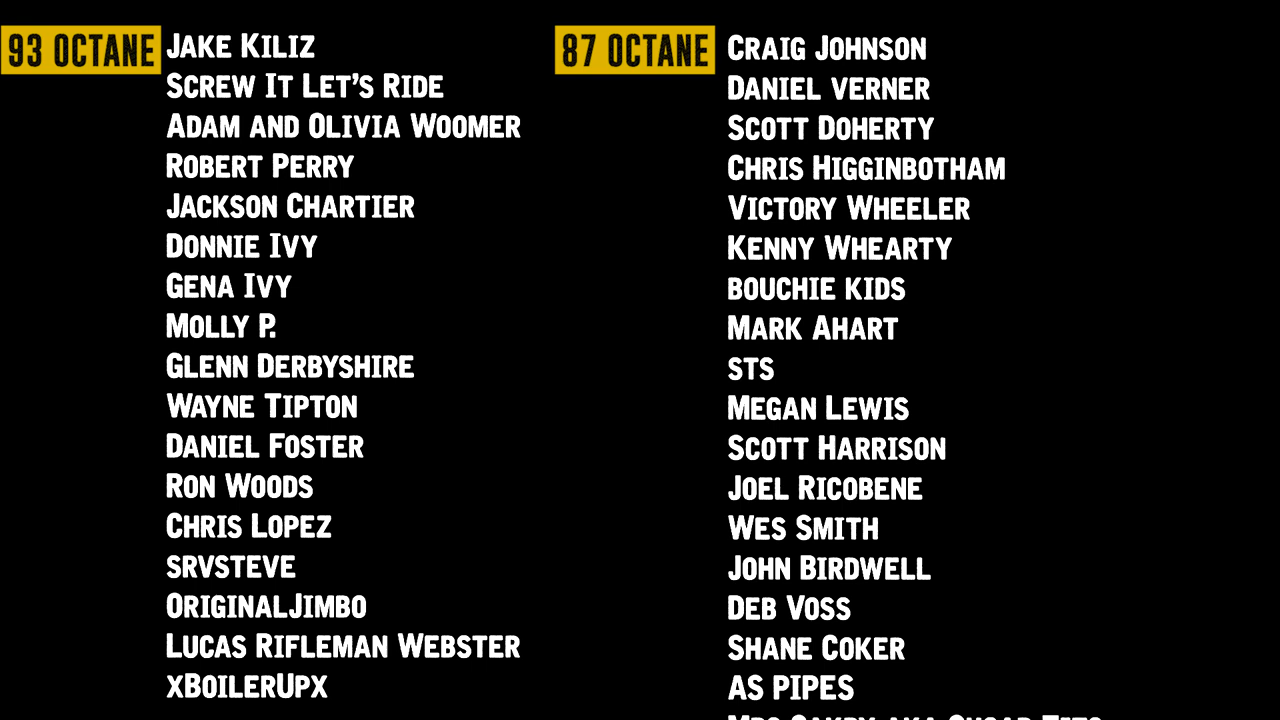 93 OCTANE
JAKE KILIZ
SCREW IT LET'S RIDE
ADAM AND OLIVIA WOOMER
ROBERT PERRY
JACKSON CHARTIER
DONNIE IVY
GENA IVY
MOLLY P.
GLENN DERBYSHIRE
WAYNE TIPTON
DANIEL FOSTER
RON WOODS
CHRIS LOPEZ
SRVSTEVE
ORIGINALJIMBO
LUCAS RIFLEMAN WEBSTER
XBOILERUPX
87 OCTANE
CRAIG JOHNSON
DANIEL VERNER
SCOTT DOHERTY
CHRIS HIGGINBOTHAM
VICTORY WHEELER
KENNY WHEARTY
BOUCHIE KIDS
MARK AHART
STS
MEGAN LEWIS
SCOTT HARRISON
JOEL RICOBENE
WES SMITH
JOHN BIRDWELL
DEB VOSS
SHANE COKER
AS PIPES